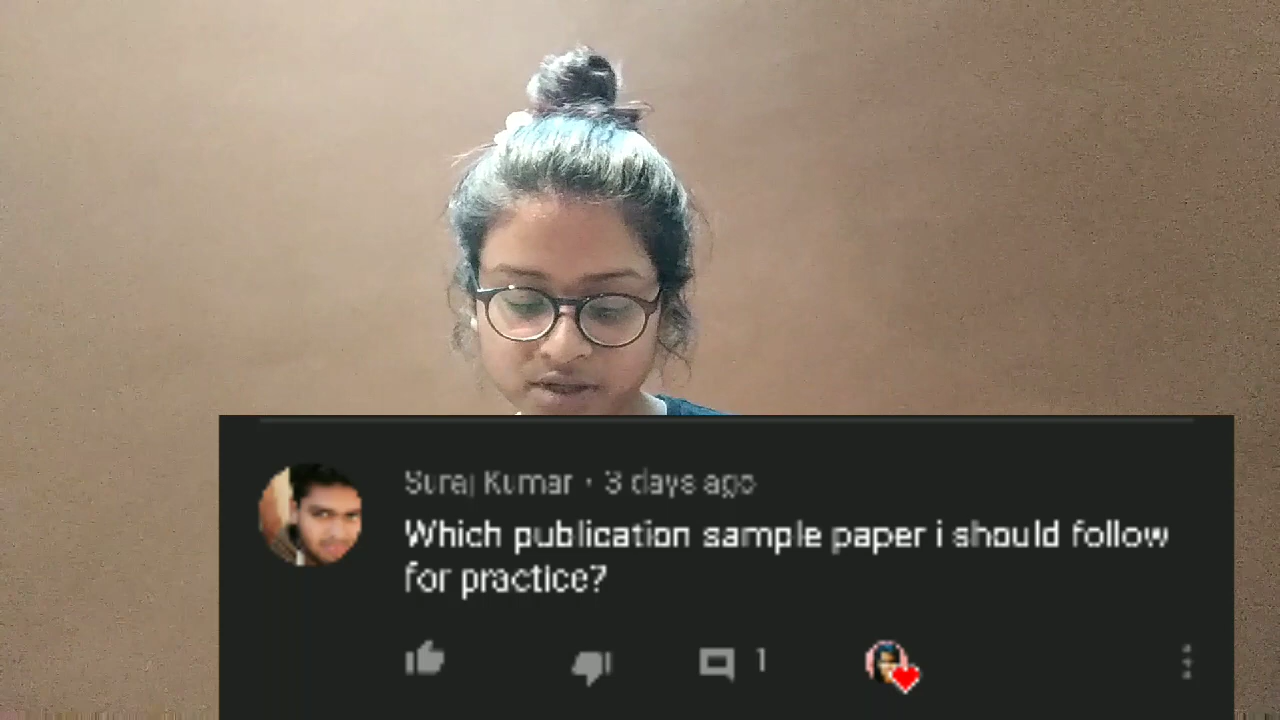 Suraj Kumar · 3 days ago
Which publication sample paper i should follow
for practice?
1